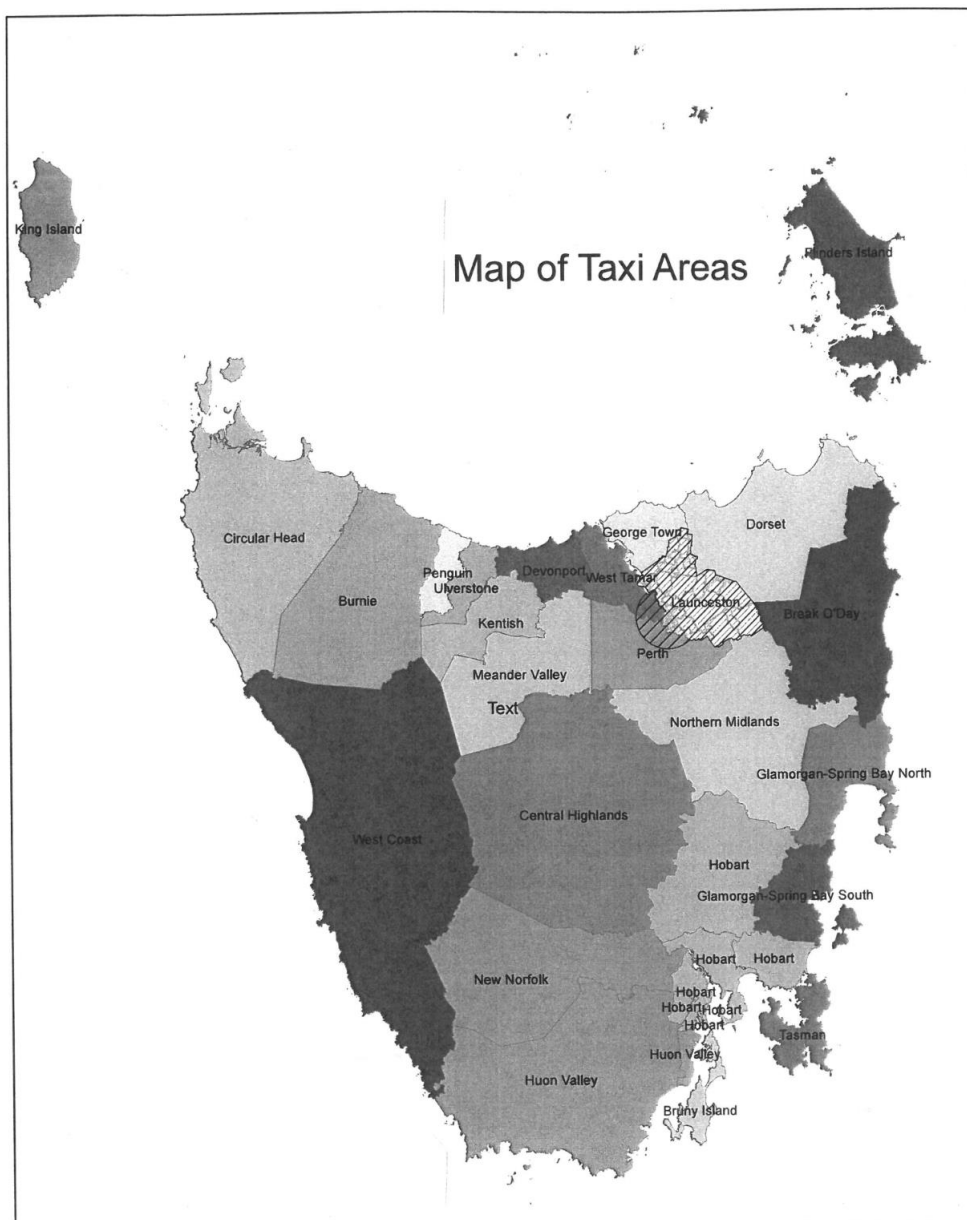 King Island
Map of Taxi Areas
Flinders Island
Circular Head
Burnie
Penguin
Ulverstone
Devonport
West Tamar
George Town
Dorset
Launceston
Break O'Day
Kentish
Perth
Meander Valley
Text
Northern Midlands
Glamorgan-Spring Bay North
Central Highlands
West Coast
Hobart
Glamorgan-Spring Bay South
Hobart
Hobart
New Norfolk
Hobart
Hobart
Hobart
Hobart
Tasman
Huon Valley
Huon Valley
Bruny Island